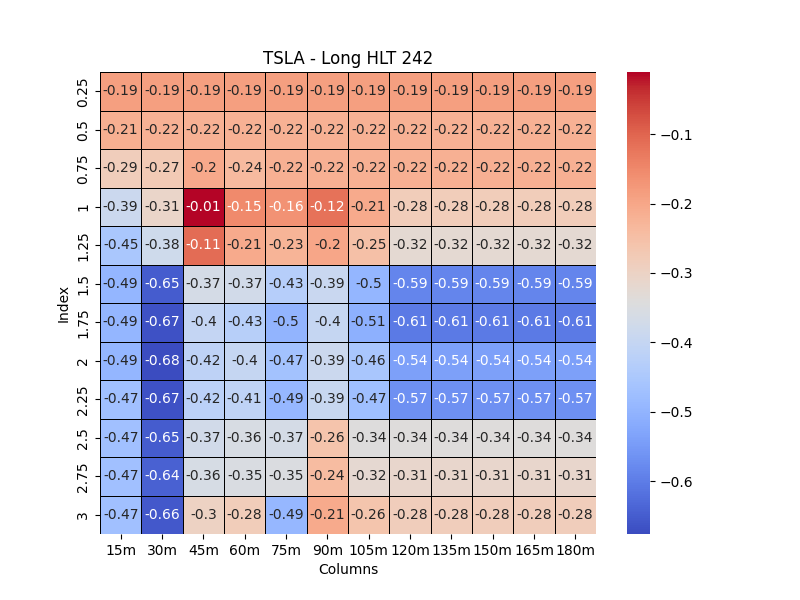 TSLA - Long HLT 242
0.25 -0.19 -0.19 -0.19 -0.19 -0.19 -0.19 -0.19 -0.19 -0.19 -0.19 -0.19 -0.19
0.5 -0.21 -0.22 -0.22 -0.22 -0.22 -0.22 -0.22 -0.22 -0.22 -0.22 -0.22 -0.22
0.75 -0.29 -0.27 -0.2 -0.24 -0.22 -0.22 -0.22 -0.22 -0.22 -0.22 -0.22 -0.22
1 -0.39 -0.31 -0.01 -0.15 -0.16 -0.12 -0.21 -0.28 -0.28 -0.28 -0.28 -0.28
1.25 -0.45 -0.38 -0.11 -0.21 -0.23 -0.2 -0.25 -0.32 -0.32 -0.32 -0.32 -0.32
1.5 -0.49 -0.65 -0.37 -0.37 -0.43 -0.39 -0.5 -0.59 -0.59 -0.59 -0.59 -0.59
1.75 -0.49 -0.67 -0.4 -0.43 -0.5 -0.4 -0.51 -0.61 -0.61 -0.61 -0.61 -0.61
2 -0.49 -0.68 -0.42 -0.4 -0.47 -0.39 -0.46 -0.54 -0.54 -0.54 -0.54 -0.54
2.25 -0.47 -0.67 -0.42 -0.41 -0.49 -0.39 -0.47 -0.57 -0.57 -0.57 -0.57 -0.57
2.5 -0.47 -0.65 -0.37 -0.36 -0.37 -0.26 -0.34 -0.34 -0.34 -0.34 -0.34 -0.34
2.75 -0.47 -0.64 -0.36 -0.35 -0.35 -0.24 -0.32 -0.31 -0.31 -0.31 -0.31 -0.31
3 -0.47 -0.66 -0.3 -0.28 -0.49 -0.21 -0.26 -0.28 -0.28 -0.28 -0.28 -0.28
15m 30m 45m 60m 75m 90m 105m 120m 135m 150m 165m 180m
Columns
Index
-0.1
-0.2
-0.3
-0.4
-0.5
-0.6